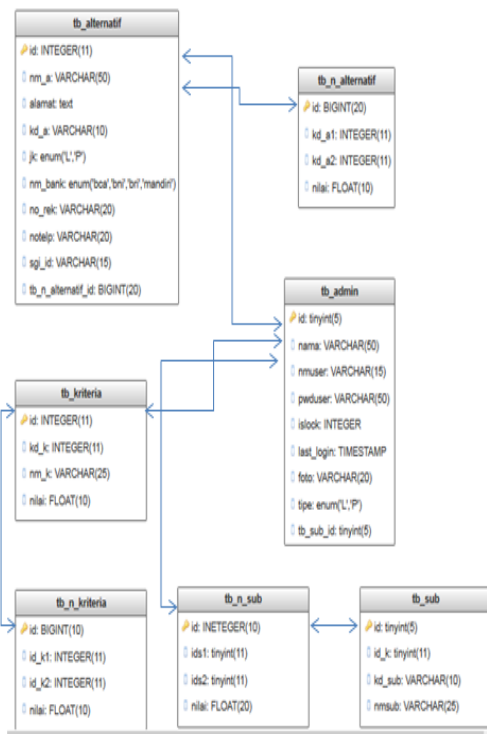 tb_alternatif
id: INTEGER(11)
nm_a: VARCHAR(50)
alamat: text
kd_a: VARCHAR(10)
jk: enum('L','P')
nm_bank: enum('bca','bni','bri','mandiri')
no_rek: VARCHAR(20)
notelp: VARCHAR(20)
sgi_id: VARCHAR(15)
tb_n_alternatif_id: BIGINT(20)
tb_n_alternatif
id: BIGINT(20)
kd_a1: INTEGER(11)
kd_a2: INTEGER(11)
nilai: FLOAT(10)
tb_admin
id: tinyint(5)
nama: VARCHAR(50)
nmuser: VARCHAR(15)
pwduser: VARCHAR(50)
islock: INTEGER
last_login: TIMESTAMP
foto: VARCHAR(20)
tipe: enum('L','P')
tb_sub_id: tinyint(5)
tb_kriteria
id: INTEGER(11)
kd_k: INTEGER(11)
nm_k: VARCHAR(25)
nilai: FLOAT(10)
tb_n_kriteria
id: BIGINT(10)
id_k1: INTEGER(11)
id_k2: INTEGER(11)
nilai: FLOAT(10)
tb_n_sub
id: INETEGER(10)
ids1: tinyint(11)
ids2: tinyint(11)
nilai: FLOAT(20)
tb_sub
id: tinyint(5)
id_k: tinyint(11)
kd_sub: VARCHAR(10)
nmsub: VARCHAR(25)